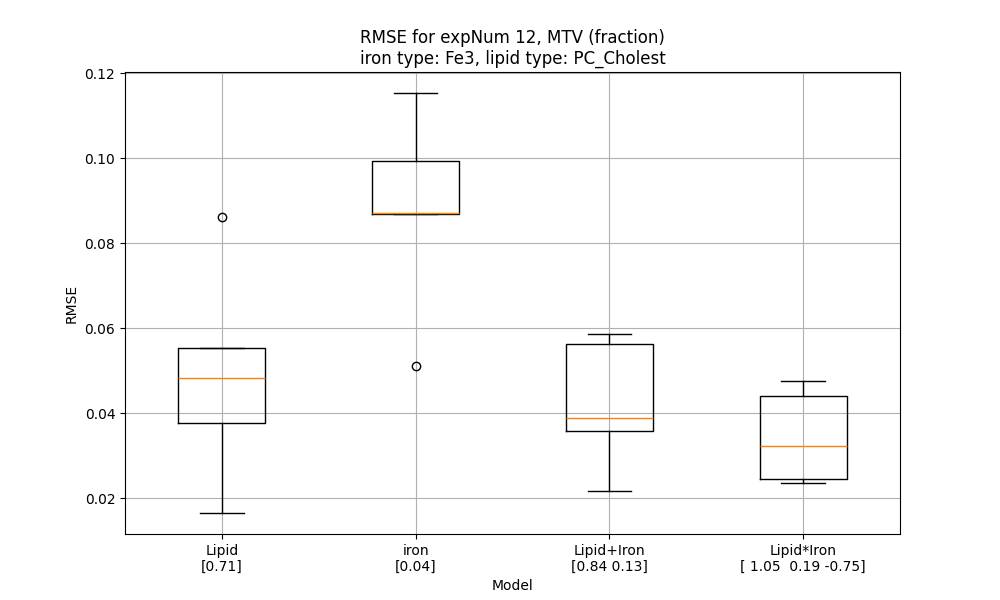 RMSE for expNum 12, MTV (fraction)
iron type: Fe3, lipid type: PC_Cholest
0.12
0.10
0.08
0.06
0.04
0.02
RMSE
Lipid
[0.71]
iron
[0.04]
Lipid+Iron
[0.84 0.13]
Lipid*Iron
[ 1.05  0.19 -0.75]
Model